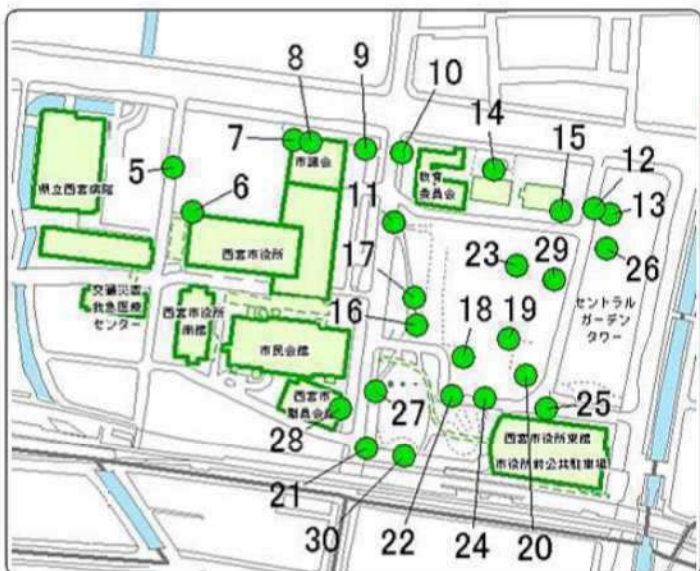 9
8
10
14
7
15
12
市議会
5
県立西宮病院
教育
委員会
6
11
13
西宮市役所
17
23
29
26
交通災害
救急医療
センター
西宮市役所
南館
16
18
19
セントラル
ガーデン
タワー
市民会館
西宮市
職員会館
27
25
28
西宮市役所東館
市役所前公共駐車場
21
30
22
24
20